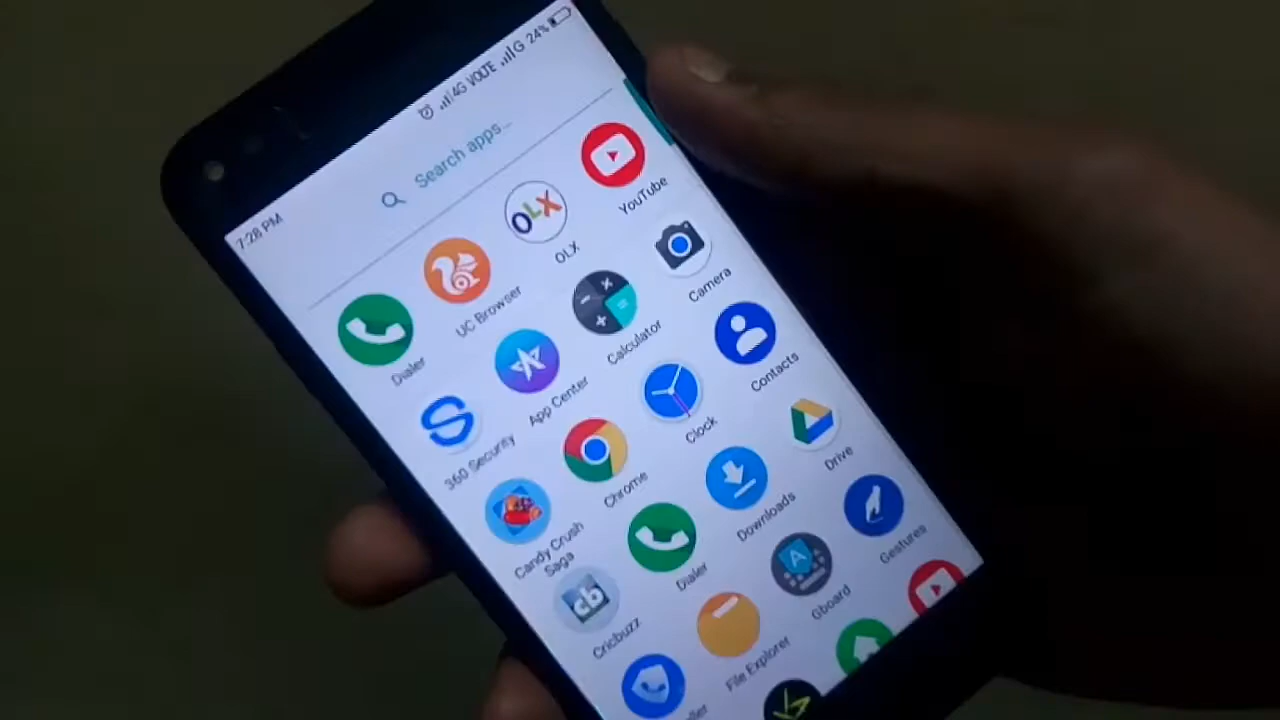 7:28 PM 4G VOLTE G 24%
Search apps...
Dialer UC Browser OLX OLX YouTube
360 Security App Center Calculator Camera
Candy Crush Saga Chrome Clock Contacts
cb Cricbuzz Dialer Downloads Drive
File Explorer A Gboard Gestures